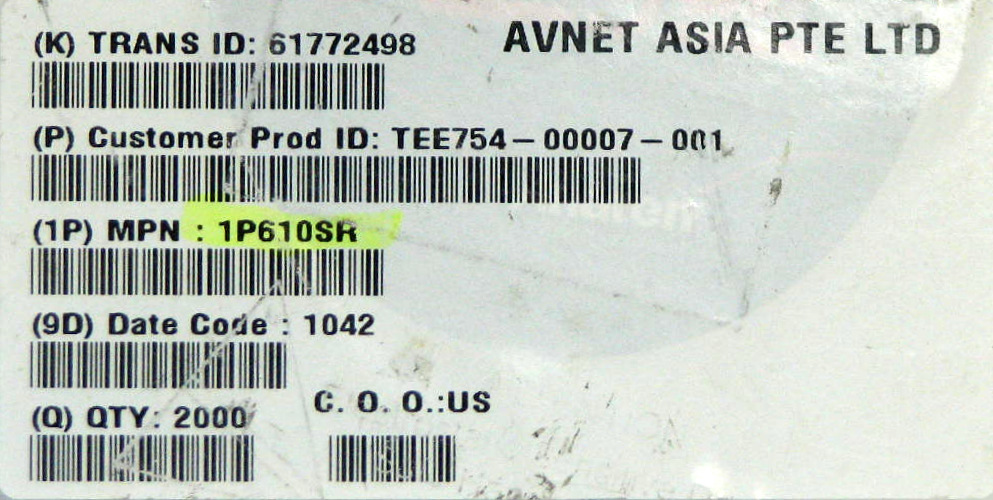 (K) TRANS ID: 61772498
AVNET ASIA PTE LTD
(P) Customer Prod ID: TEE754-00007-001
(1P) MPN : 1P610SR
(9D) Date Code : 1042
(Q) QTY: 2000
C. O. O.:US